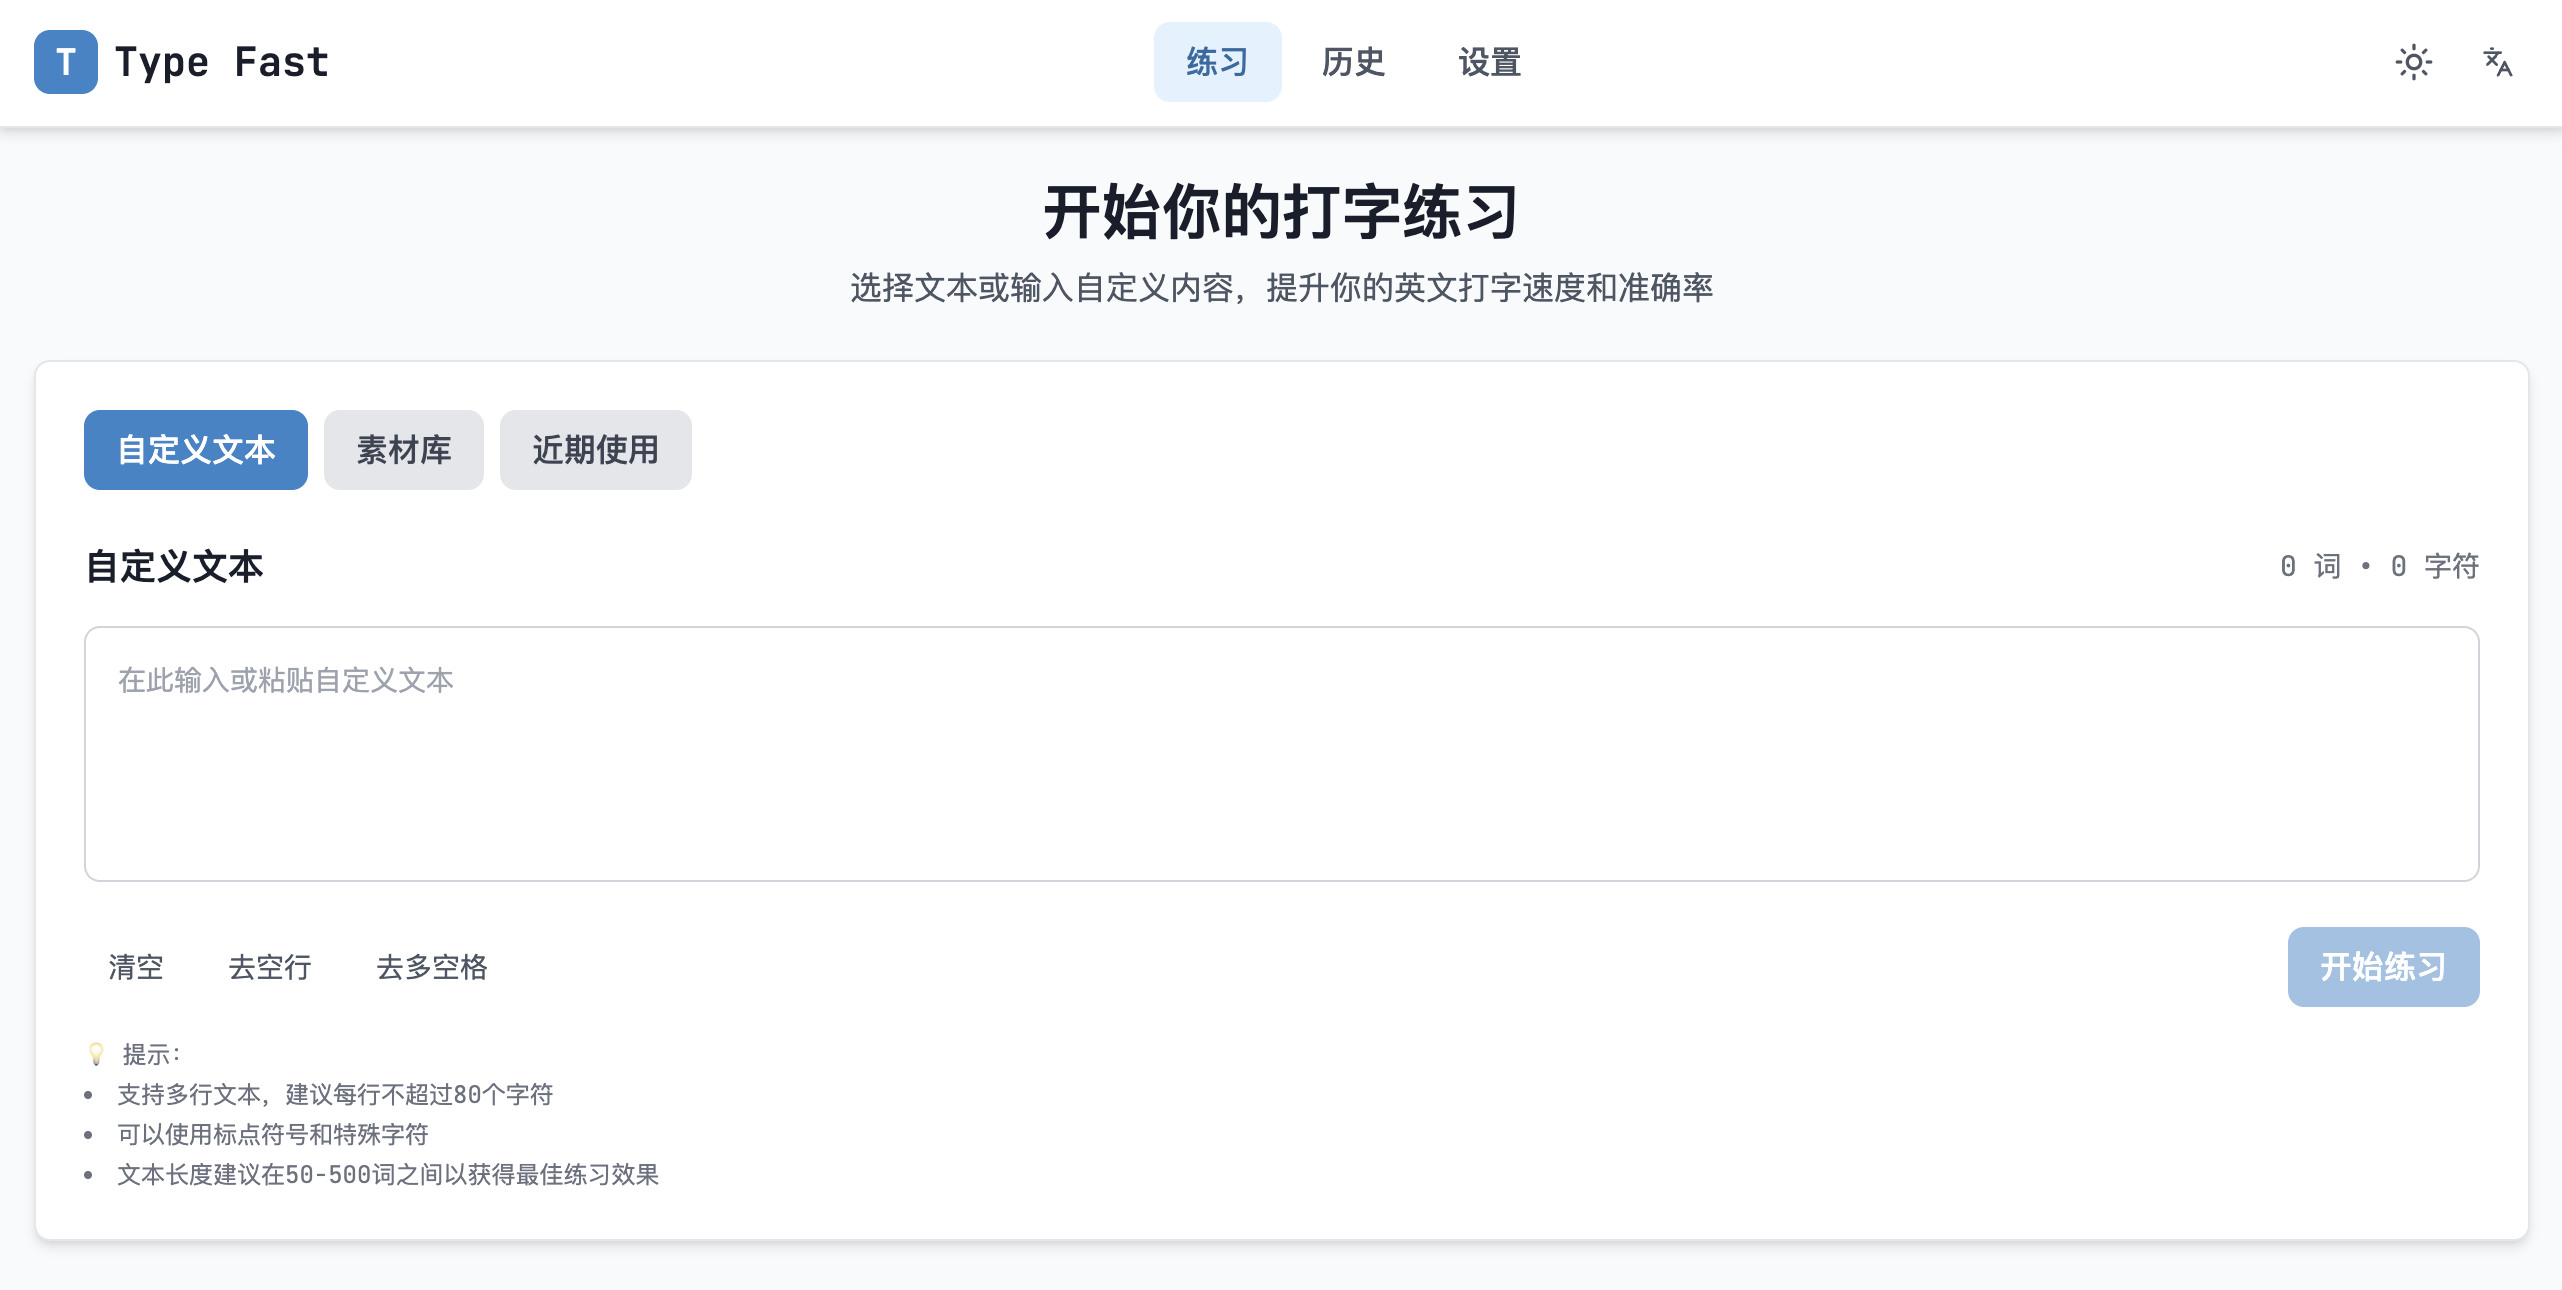 T Type Fast 练习 历史 设置
开始你的打字练习
选择文本或输入自定义内容，提升你的英文打字速度和准确率
自定义文本 素材库 近期使用
自定义文本 0 词 • 0 字符
在此输入或粘贴自定义文本
清空 去空行 去多空格 开始练习
💡 提示：
• 支持多行文本，建议每行不超过80个字符
• 可以使用标点符号和特殊字符
• 文本长度建议在50-500词之间以获得最佳练习效果